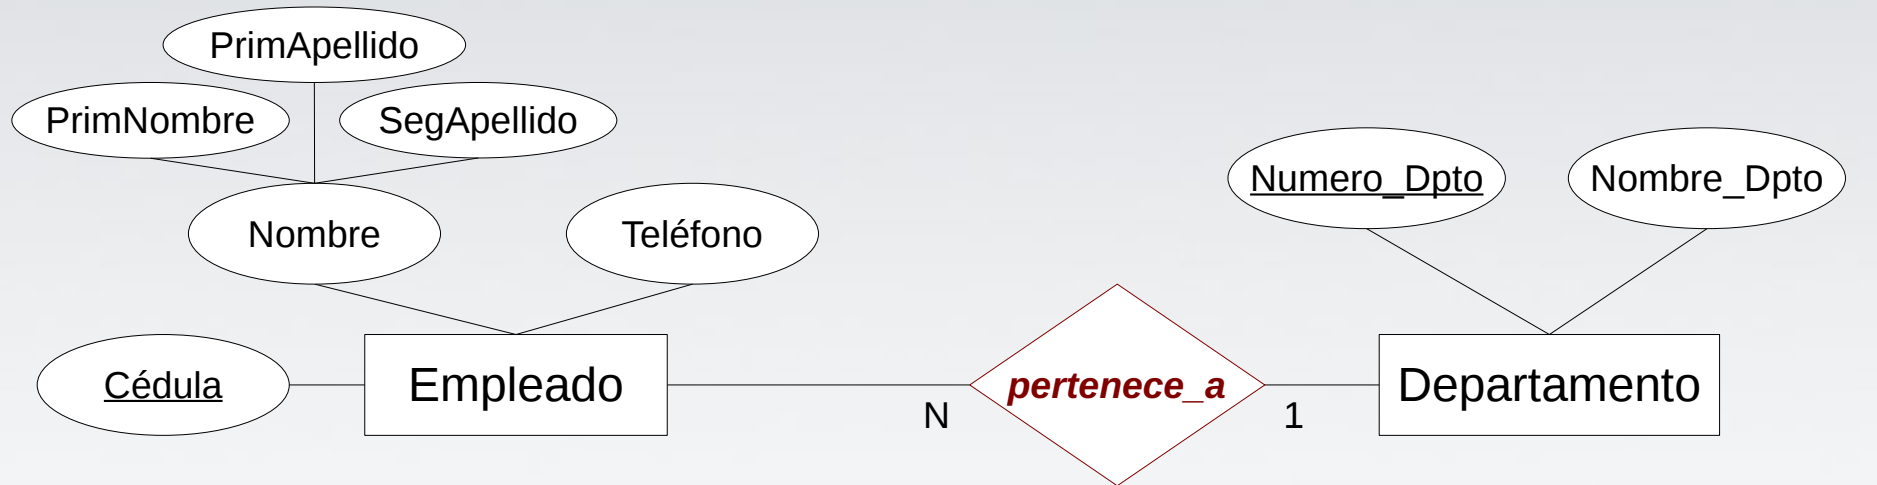 PrimApellido
PrimNombre
SegApellido
Nombre
Teléfono
Numero_Dpto
Nombre_Dpto
Cédula
Empleado
N
pertenece_a
1
Departamento